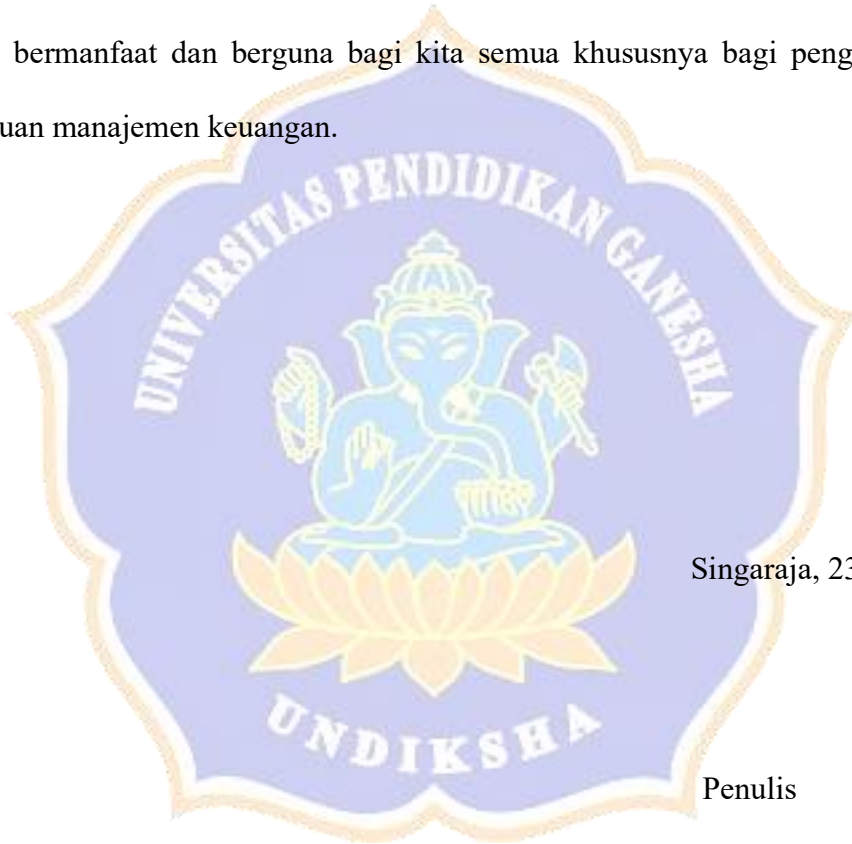 bermanfaat dan berguna bagi kita semua khususnya bagi peng
uan manajemen keuangan.
UNIVERSITAS PENDIDIKAN GANESHA
Singaraja, 23
UNDIKSHA
Penulis